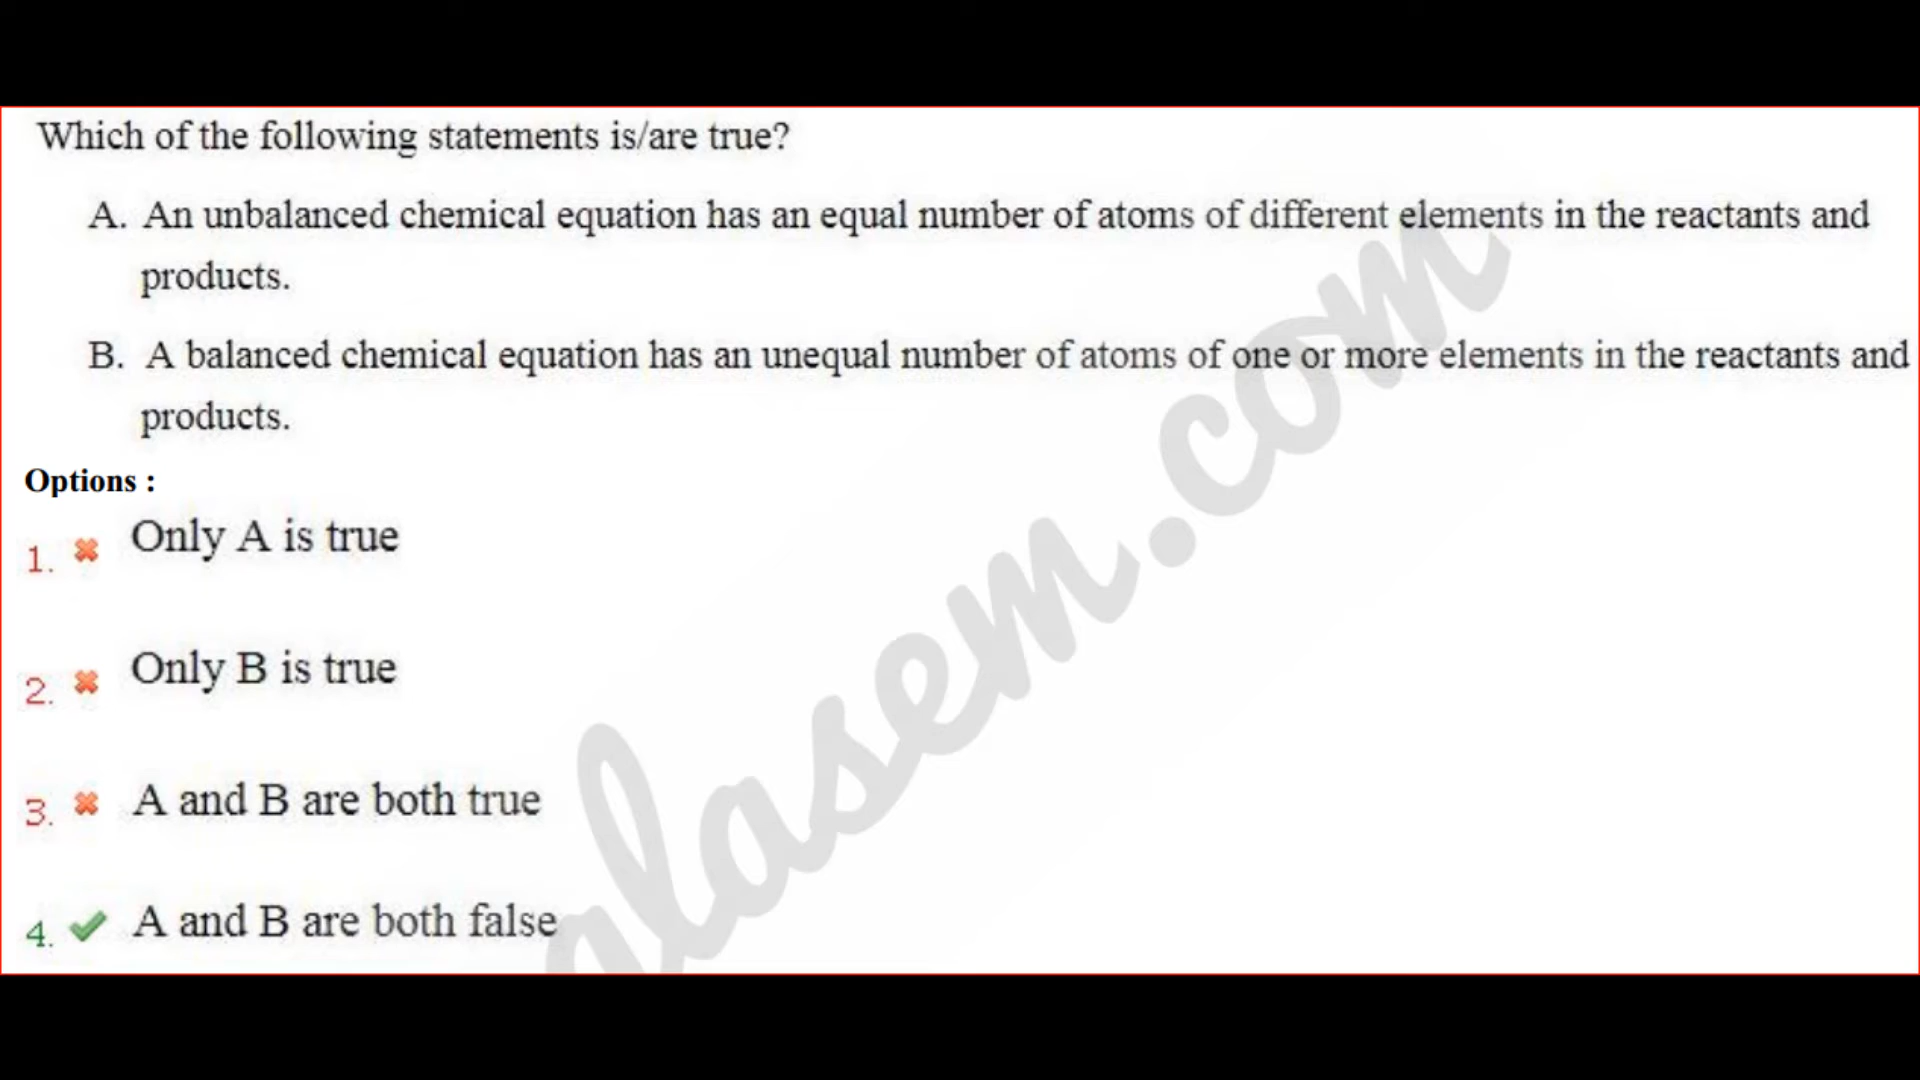 Which of the following statements is/are true?
A. An unbalanced chemical equation has an equal number of atoms of different elements in the reactants and
products.
B. A balanced chemical equation has an unequal number of atoms of one or more elements in the reactants and
products.
Options :
1. ✖ Only A is true
2. ✖ Only B is true
3. ✖ A and B are both true
4. ✔ A and B are both false
glasem.com